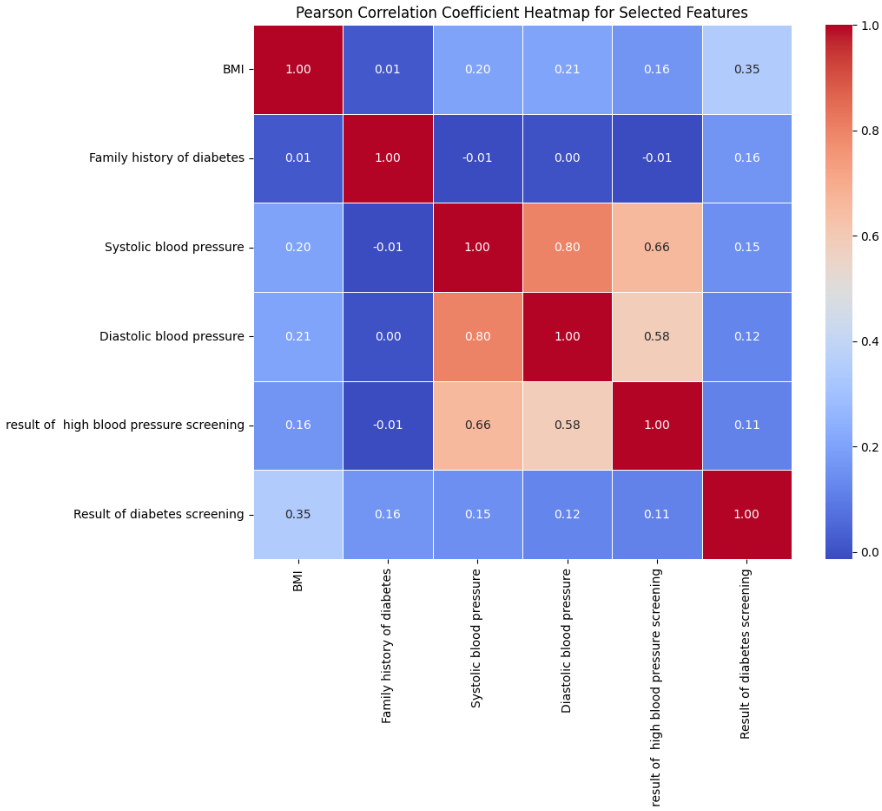 Pearson Correlation Coefficient Heatmap for Selected Features
BMI 1.00 0.01 0.20 0.21 0.16 0.35
Family history of diabetes 0.01 1.00 -0.01 0.00 -0.01 0.16
Systolic blood pressure 0.20 -0.01 1.00 0.80 0.66 0.15
Diastolic blood pressure 0.21 0.00 0.80 1.00 0.58 0.12
result of  high blood pressure screening 0.16 -0.01 0.66 0.58 1.00 0.11
Result of diabetes screening 0.35 0.16 0.15 0.12 0.11 1.00
BMI
Family history of diabetes
Systolic blood pressure
Diastolic blood pressure
result of  high blood pressure screening
Result of diabetes screening
1.0
0.8
0.6
0.4
0.2
0.0